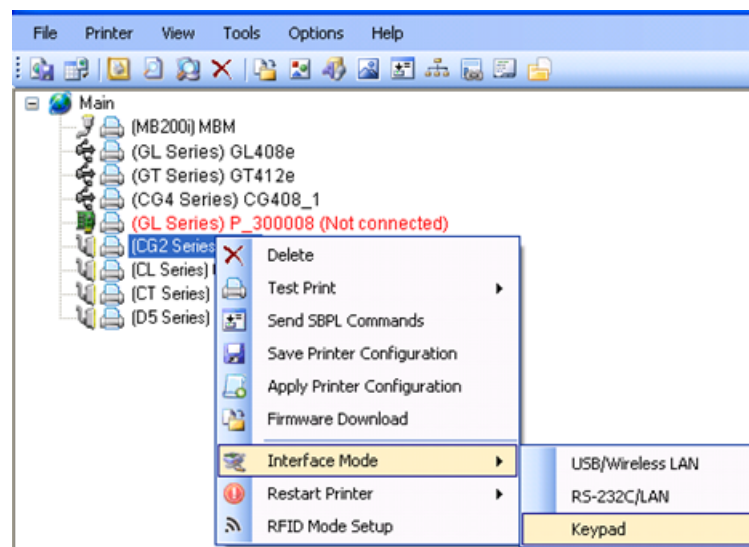 File Printer View Tools Options Help
Main
(MB200i) MBM
(GL Series) GL408e
(GT Series) GT412e
(CG4 Series) CG408_1
(GL Series) P_300008 (Not connected)
(CG2 Series
(CL Series)
(CT Series)
(D5 Series)
Delete
Test Print
Send SBPL Commands
Save Printer Configuration
Apply Printer Configuration
Firmware Download
Interface Mode
Restart Printer
RFID Mode Setup
USB/Wireless LAN
RS-232C/LAN
Keypad